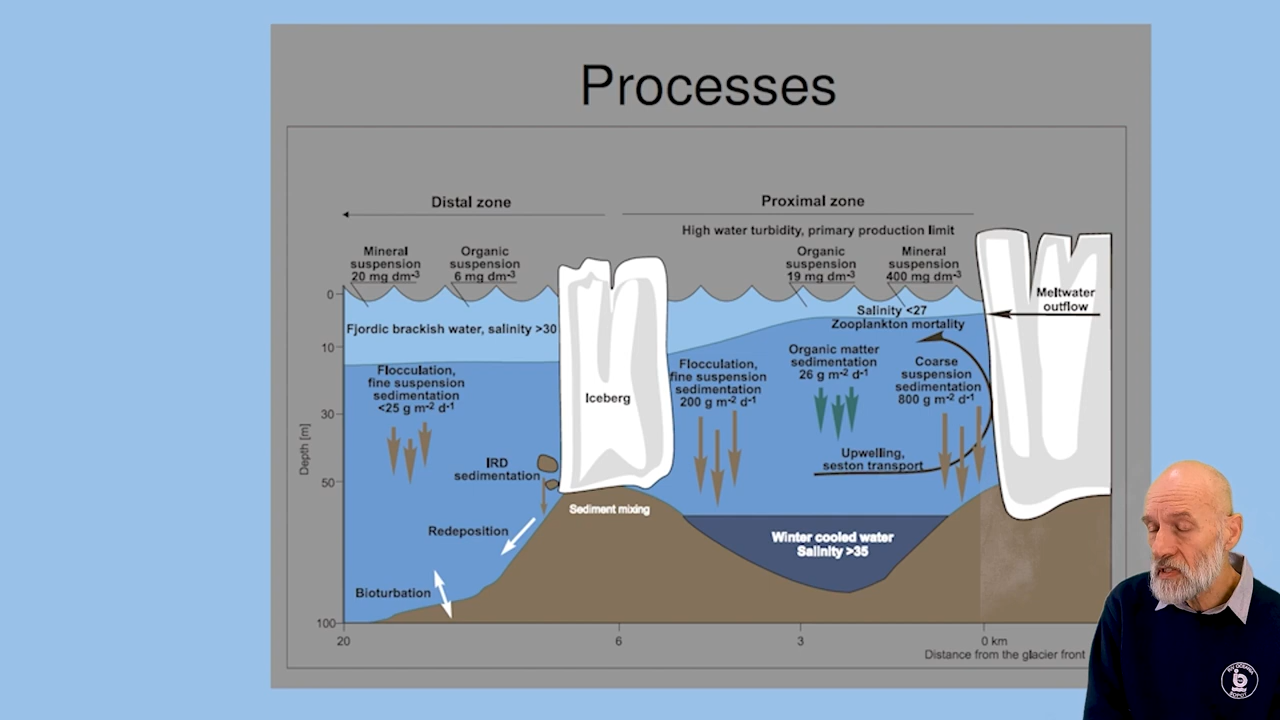 Processes
Distal zone
Proximal zone
High water turbidity, primary production limit
Mineral
suspension
20 mg dm-3
Organic
suspension
6 mg dm-3
Organic
suspension
19 mg dm-3
Mineral
suspension
400 mg dm-3
Meltwater
outflow
Salinity <27
Zooplankton mortality
Fjordic brackish water, salinity >30
Flocculation,
fine suspension
sedimentation
<25 g m-2 d-1
Iceberg
Flocculation,
fine suspension
sedimentation
200 g m-2 d-1
Organic matter
sedimentation
26 g m-2 d-1
Coarse
suspension
sedimentation
800 g m-2 d-1
IRD
sedimentation
Upwelling,
seston transport
Sediment mixing
Redeposition
Winter cooled water
Salinity >35
Bioturbation
Depth [m]
0
10
30
50
100
20
6
3
0 km
Distance from the glacier front
SOPOT